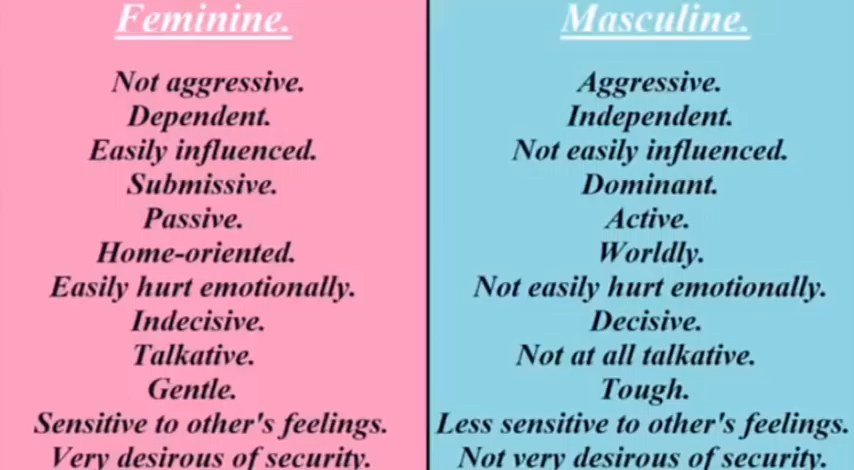 Feminine.
Not aggressive.
Dependent.
Easily influenced.
Submissive.
Passive.
Home-oriented.
Easily hurt emotionally.
Indecisive.
Talkative.
Gentle.
Sensitive to other's feelings.
Very desirous of security.
Masculine.
Aggressive.
Independent.
Not easily influenced.
Dominant.
Active.
Worldly.
Not easily hurt emotionally.
Decisive.
Not at all talkative.
Tough.
Less sensitive to other's feelings.
Not very desirous of security.